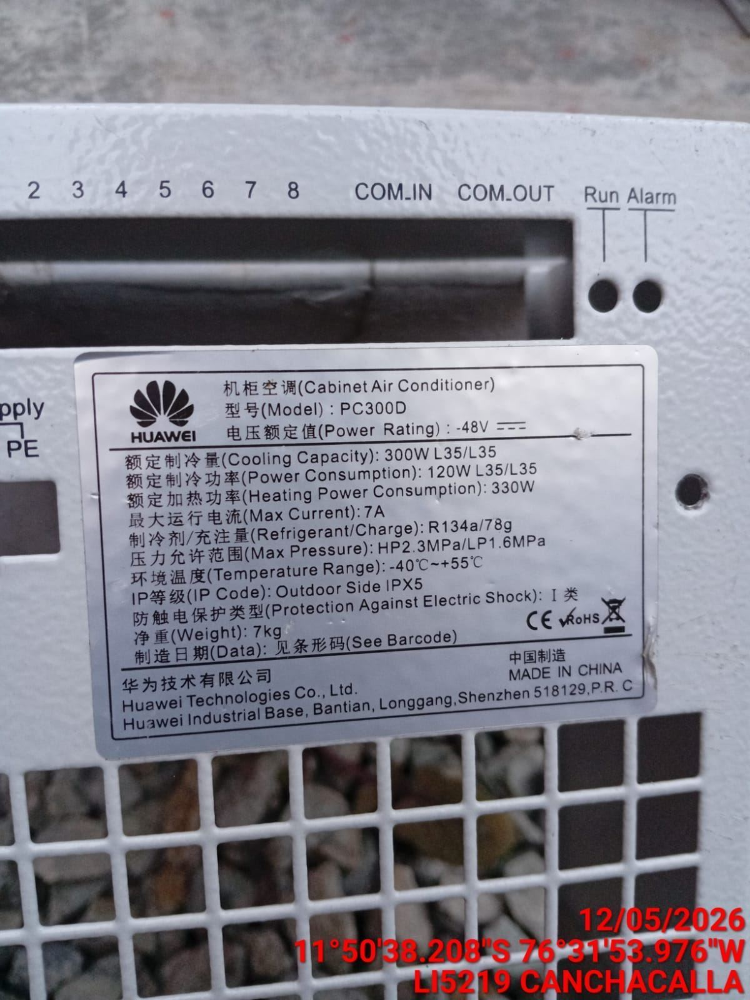 2 3 4 5 6 7 8 COM_IN COM_OUT Run Alarm
pply
PE
HUAWEI
机柜空调(Cabinet Air Conditioner)
型号(Model) : PC300D
电压额定值(Power Rating) : -48V
额定制冷量(Cooling Capacity): 300W L35/L35
额定制冷功率(Power Consumption): 120W L35/L35
额定加热功率(Heating Power Consumption): 330W
最大运行电流(Max Current): 7A
制冷剂/充注量(Refrigerant/Charge): R134a/78g
压力允许范围(Max Pressure): HP2.3MPa/LP1.6MPa
环境温度(Temperature Range): -40℃~+55℃
IP等级(IP Code): Outdoor Side IPX5
防触电保护类型(Protection Against Electric Shock): I 类
净重(Weight): 7kg
CE RoHS
制造日期(Data): 见条形码(See Barcode)
华为技术有限公司
中国制造
MADE IN CHINA
Huawei Technologies Co., Ltd.
Huawei Industrial Base, Bantian, Longgang,Shenzhen 518129,P.R. C
12/05/2026
11°50'38.208"S 76°31'53.976"W
LI5219 CANCHACALLA